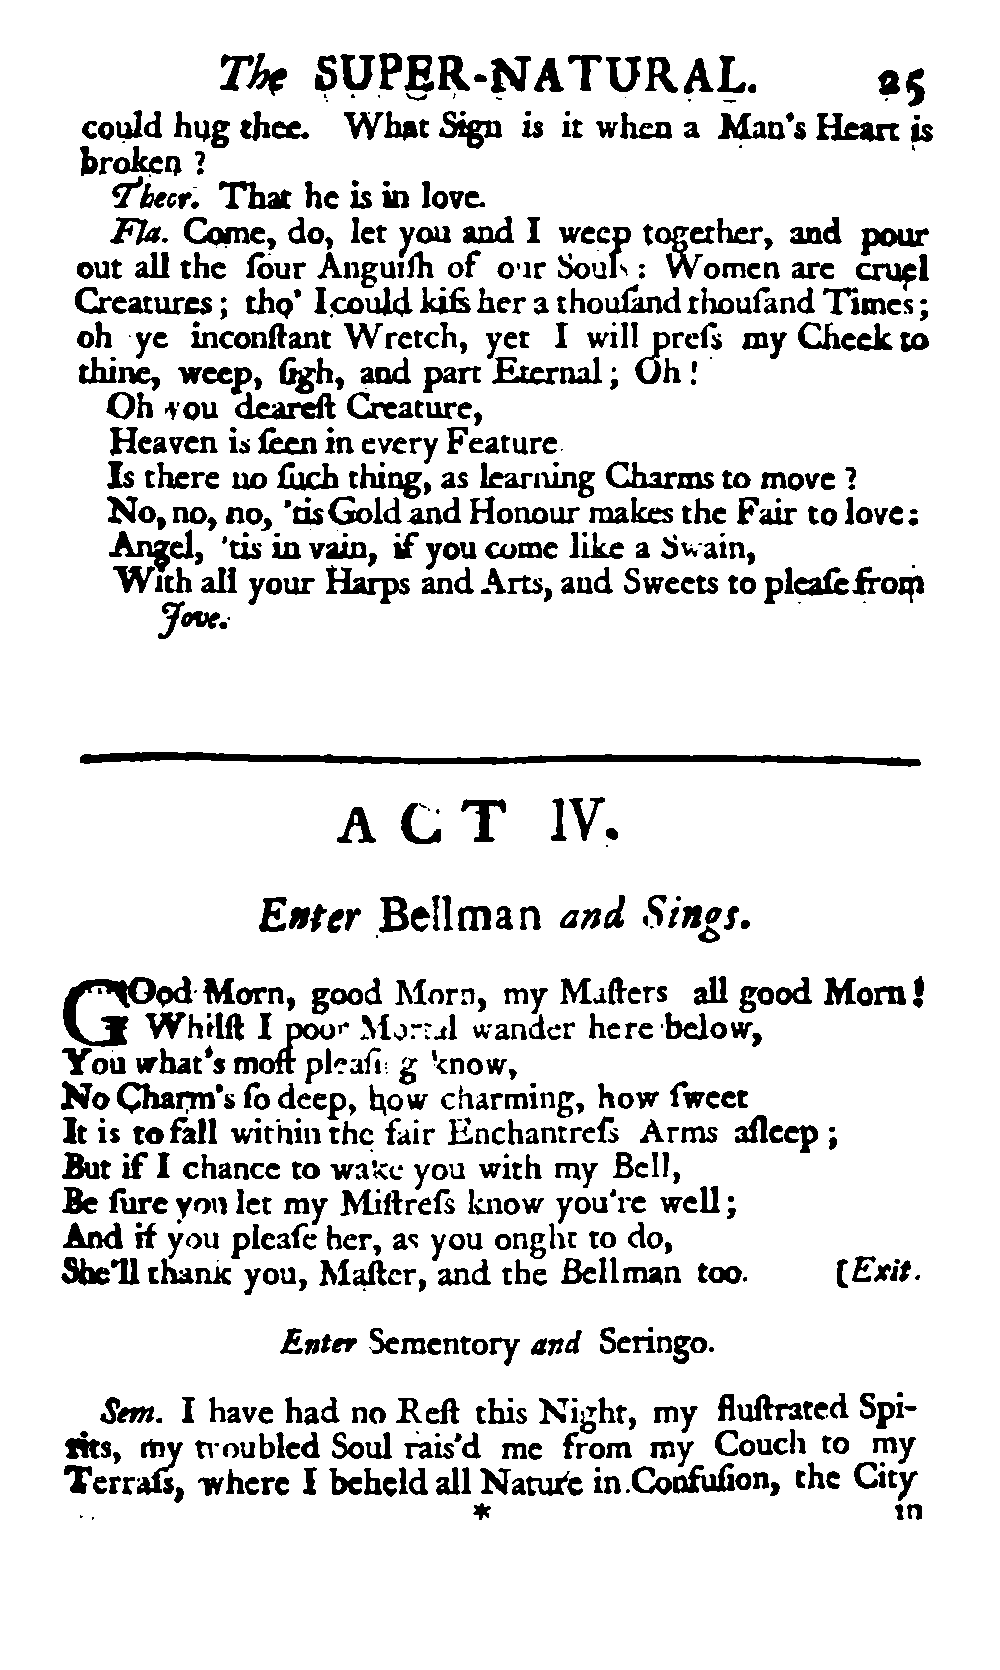 The SUPER-NATURAL. 25
could hug thee. What Sign is it when a Man's Heart is
broken ?
Thecr. That he is in love.
Fla. Come, do, let you and I weep together, and pour
out all the ſour Anguiſh of our Souls : Women are cruel
Creatures ; tho' I could kiſs her a thouſand thouſand Times ;
oh ye inconſtant Wretch, yet I will preſs my Cheek to
thine, weep, ſigh, and part Eternal ; Oh !
Oh you deareſt Creature,
Heaven is ſeen in every Feature.
Is there no ſuch thing, as learning Charms to move ?
No, no, no, 'tis Gold and Honour makes the Fair to love :
Angel, 'tis in vain, if you come like a Swain,
With all your Harps and Arts, and Sweets to pleaſe from
Jove.
ACT IV.
Enter Bellman and Sings.
GOod Morn, good Morn, my Maſters all good Morn !
Whilſt I poor Mortal wander here below,
You what's moſt pleaſing know,
No Charm's ſo deep, how charming, how ſweet
It is to fall within the fair Enchantreſs Arms aſleep ;
But if I chance to wake you with my Bell,
Be ſure you let my Miſtreſs know you're well ;
And if you pleaſe her, as you onght to do,
She'll thank you, Maſter, and the Bellman too. [Exit.
Enter Sementory and Seringo.
Sem. I have had no Reſt this Night, my fluſtrated Spi-
rits, my troubled Soul rais'd me from my Couch to my
Terraſs, where I beheld all Nature in Confuſion, the City
* in